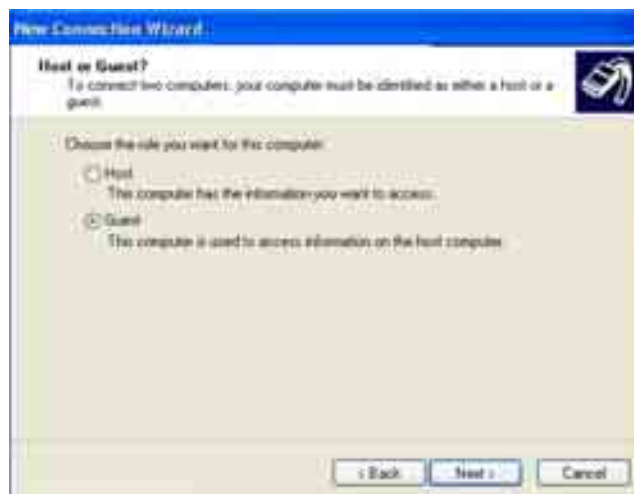 New Connection Wizard
Host or Guest?
To connect two computers, your computer must be identified as either a host or a
guest.
Choose the role you want for this computer:
Host
This computer has the information you want to access.
Guest
This computer is used to access information on the host computer.
< Back
Next >
Cancel